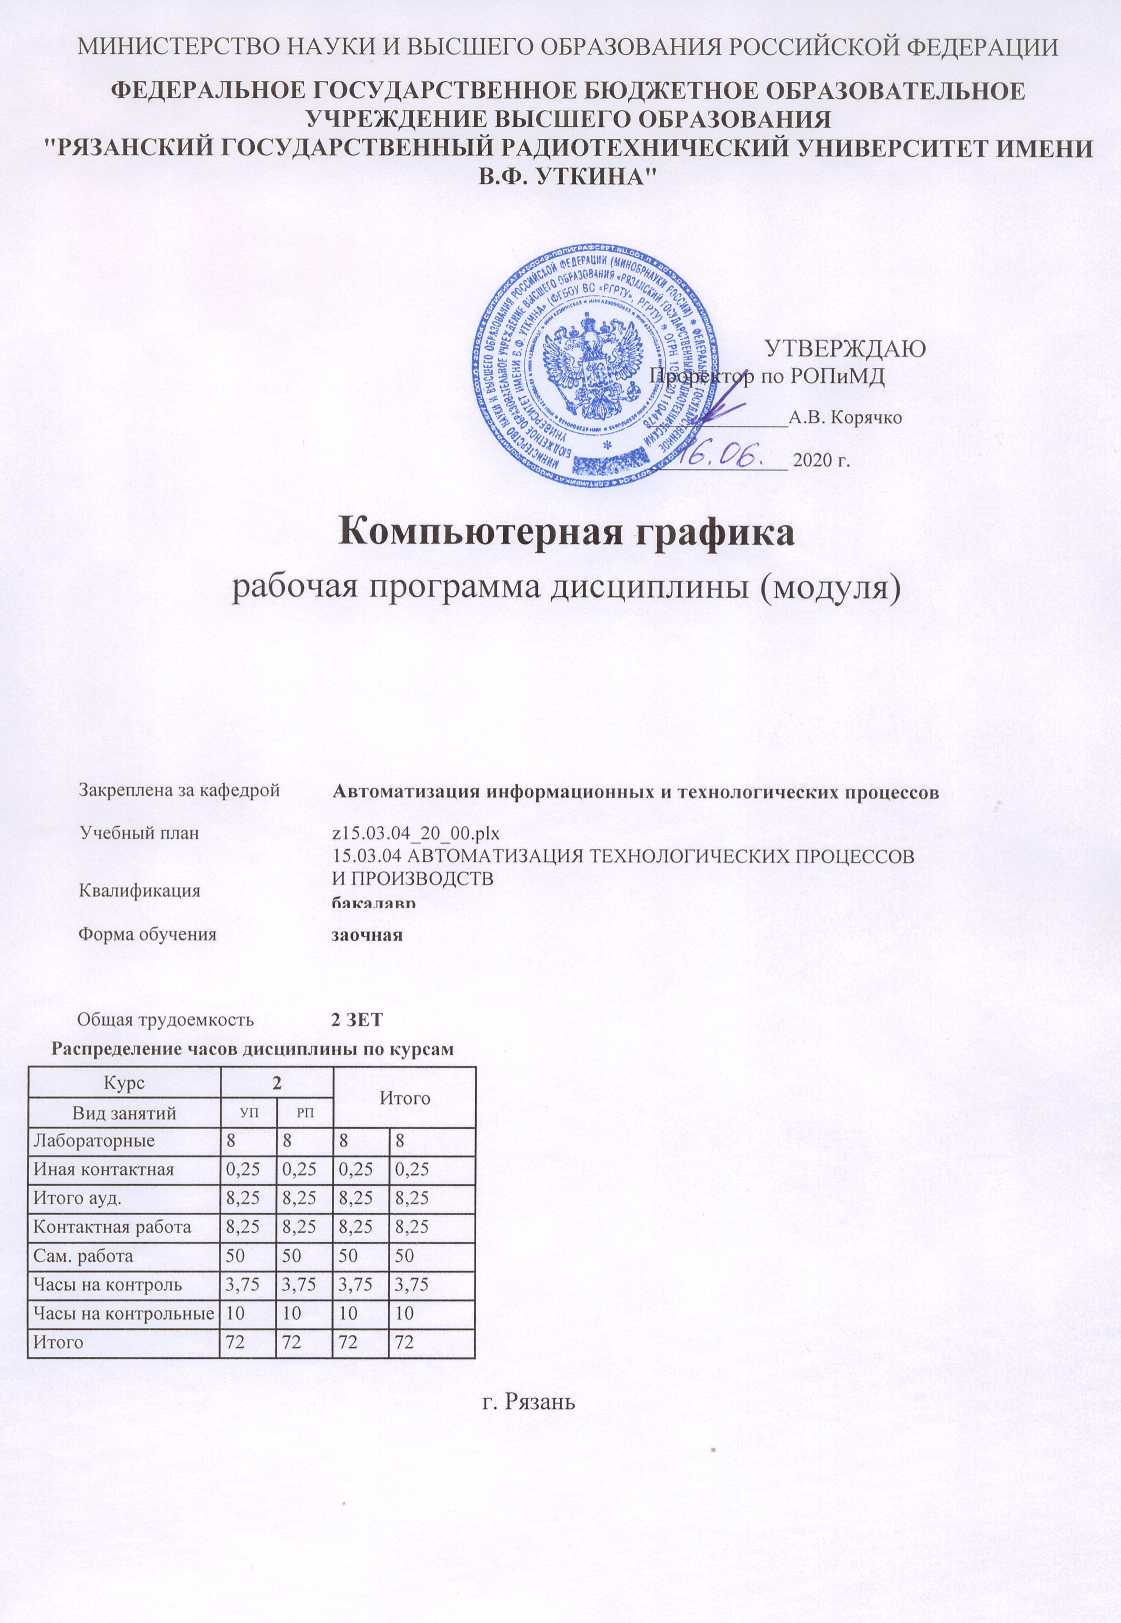 МИНИСТЕРСТВО НАУКИ И ВЫСШЕГО ОБРАЗОВАНИЯ РОССИЙСКОЙ ФЕДЕРАЦИИ
ФЕДЕРАЛЬНОЕ ГОСУДАРСТВЕННОЕ БЮДЖЕТНОЕ ОБРАЗОВАТЕЛЬНОЕ
УЧРЕЖДЕНИЕ ВЫСШЕГО ОБРАЗОВАНИЯ
"РЯЗАНСКИЙ ГОСУДАРСТВЕННЫЙ РАДИОТЕХНИЧЕСКИЙ УНИВЕРСИТЕТ ИМЕНИ
В.Ф. УТКИНА"
УТВЕРЖДАЮ
Проректор по РОПиМД
А.В. Корячко
16.06. 2020 г.
Компьютерная графика
рабочая программа дисциплины (модуля)
Закреплена за кафедрой Автоматизация информационных и технологических процессов
Учебный план z15.03.04_20_00.plx
15.03.04 АВТОМАТИЗАЦИЯ ТЕХНОЛОГИЧЕСКИХ ПРОЦЕССОВ
И ПРОИЗВОДСТВ
Квалификация бакалавр
Форма обучения заочная
Общая трудоемкость 2 ЗЕТ
Распределение часов дисциплины по курсам
Курс 2 Итого
Вид занятий УП РП
Лабораторные 8 8 8 8
Иная контактная 0,25 0,25 0,25 0,25
Итого ауд. 8,25 8,25 8,25 8,25
Контактная работа 8,25 8,25 8,25 8,25
Сам. работа 50 50 50 50
Часы на контроль 3,75 3,75 3,75 3,75
Часы на контрольные 10 10 10 10
Итого 72 72 72 72
г. Рязань